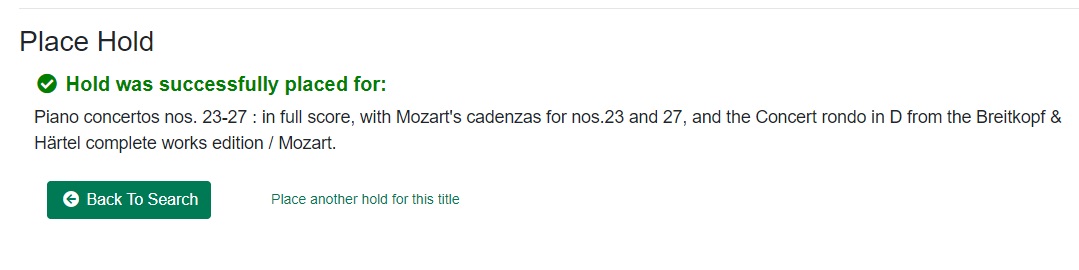 Place Hold
Hold was successfully placed for:
Piano concertos nos. 23-27 : in full score, with Mozart's cadenzas for nos.23 and 27, and the Concert rondo in D from the Breitkopf &
Härtel complete works edition / Mozart.
Back To Search
Place another hold for this title